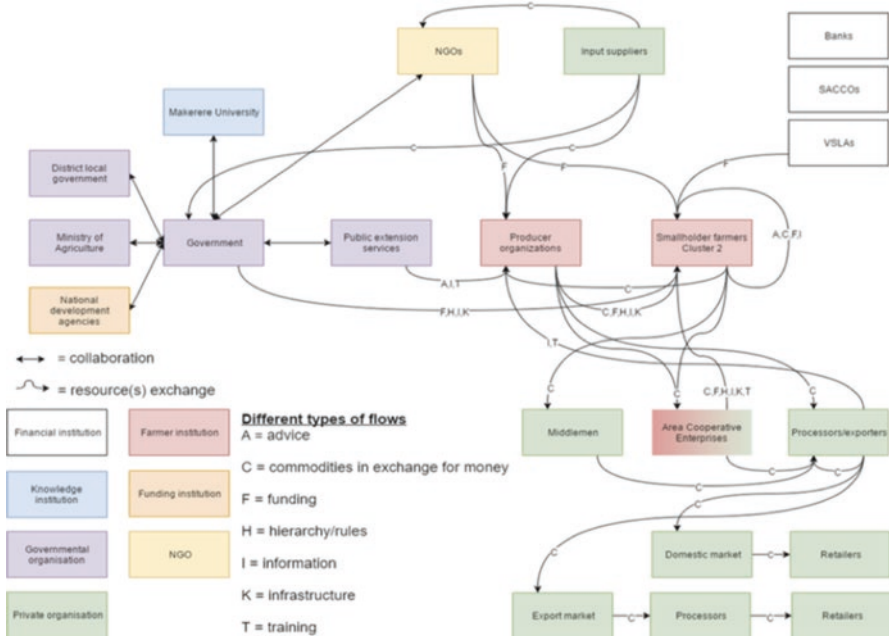 C
NGOs
Input suppliers
Banks
SACCOs
VSLAs
Makerere University
C
C
F
F
F
District local
government
Ministry of
Agriculture
National
development
agencies
Government
Public extension
services
Producer
organizations
Smallholder farmers
Cluster 2
A,C,F,I
A,I,T
C
F,H,I,K
C,F,H,I,K
I,T
C
C
C
C,F,H,I,K,T
Middlemen
Area Cooperative
Enterprises
Processors/exporters
C
C
C
C
C
Domestic market
C
Retailers
Export market
C
Processors
C
Retailers
= collaboration
= resource(s) exchange
Financial institution
Farmer institution
Knowledge
institution
Funding institution
Governmental
organisation
NGO
Private organisation
Different types of flows
A = advice
C = commodities in exchange for money
F = funding
H = hierarchy/rules
I = information
K = infrastructure
T = training